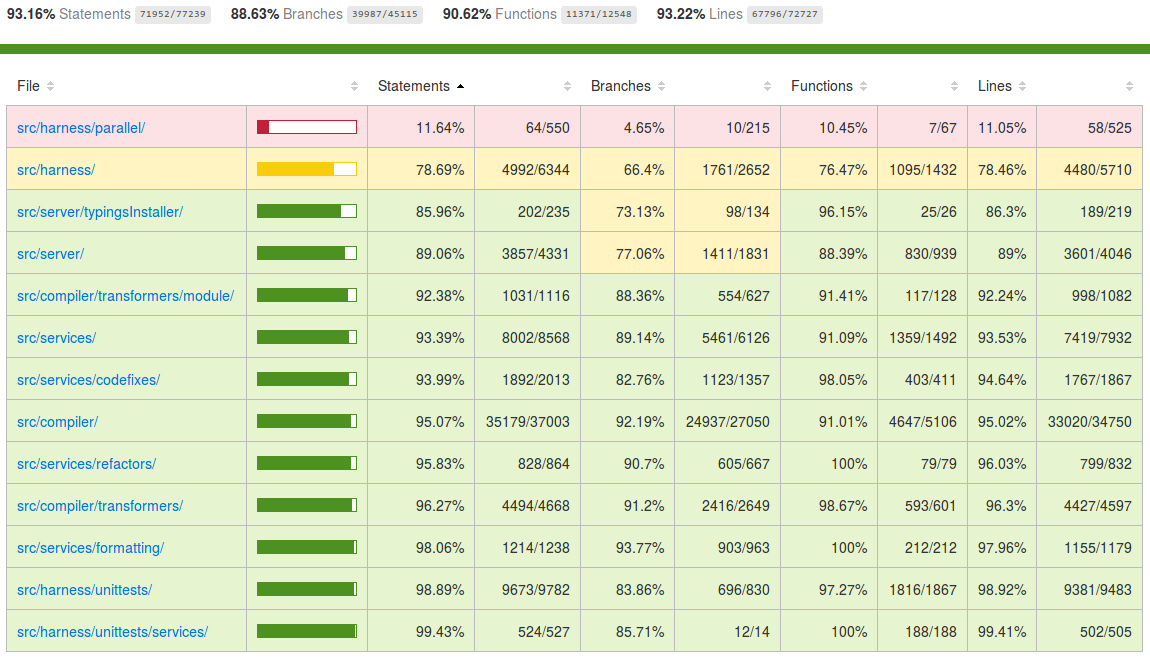 93.16% Statements 71952/77239 88.63% Branches 39987/45115 90.62% Functions 11371/12548 93.22% Lines 67796/72727
File Statements Branches Functions Lines
src/harness/parallel/ 11.64% 64/550 4.65% 10/215 10.45% 7/67 11.05% 58/525
src/harness/ 78.69% 4992/6344 66.4% 1761/2652 76.47% 1095/1432 78.46% 4480/5710
src/server/typingsInstaller/ 85.96% 202/235 73.13% 98/134 96.15% 25/26 86.3% 189/219
src/server/ 89.06% 3857/4331 77.06% 1411/1831 88.39% 830/939 89% 3601/4046
src/compiler/transformers/module/ 92.38% 1031/1116 88.36% 554/627 91.41% 117/128 92.24% 998/1082
src/services/ 93.39% 8002/8568 89.14% 5461/6126 91.09% 1359/1492 93.53% 7419/7932
src/services/codefixes/ 93.99% 1892/2013 82.76% 1123/1357 98.05% 403/411 94.64% 1767/1867
src/compiler/ 95.07% 35179/37003 92.19% 24937/27050 91.01% 4647/5106 95.02% 33020/34750
src/services/refactors/ 95.83% 828/864 90.7% 605/667 100% 79/79 96.03% 799/832
src/compiler/transformers/ 96.27% 4494/4668 91.2% 2416/2649 98.67% 593/601 96.3% 4427/4597
src/services/formatting/ 98.06% 1214/1238 93.77% 903/963 100% 212/212 97.96% 1155/1179
src/harness/unittests/ 98.89% 9673/9782 83.86% 696/830 97.27% 1816/1867 98.92% 9381/9483
src/harness/unittests/services/ 99.43% 524/527 85.71% 12/14 100% 188/188 99.41% 502/505